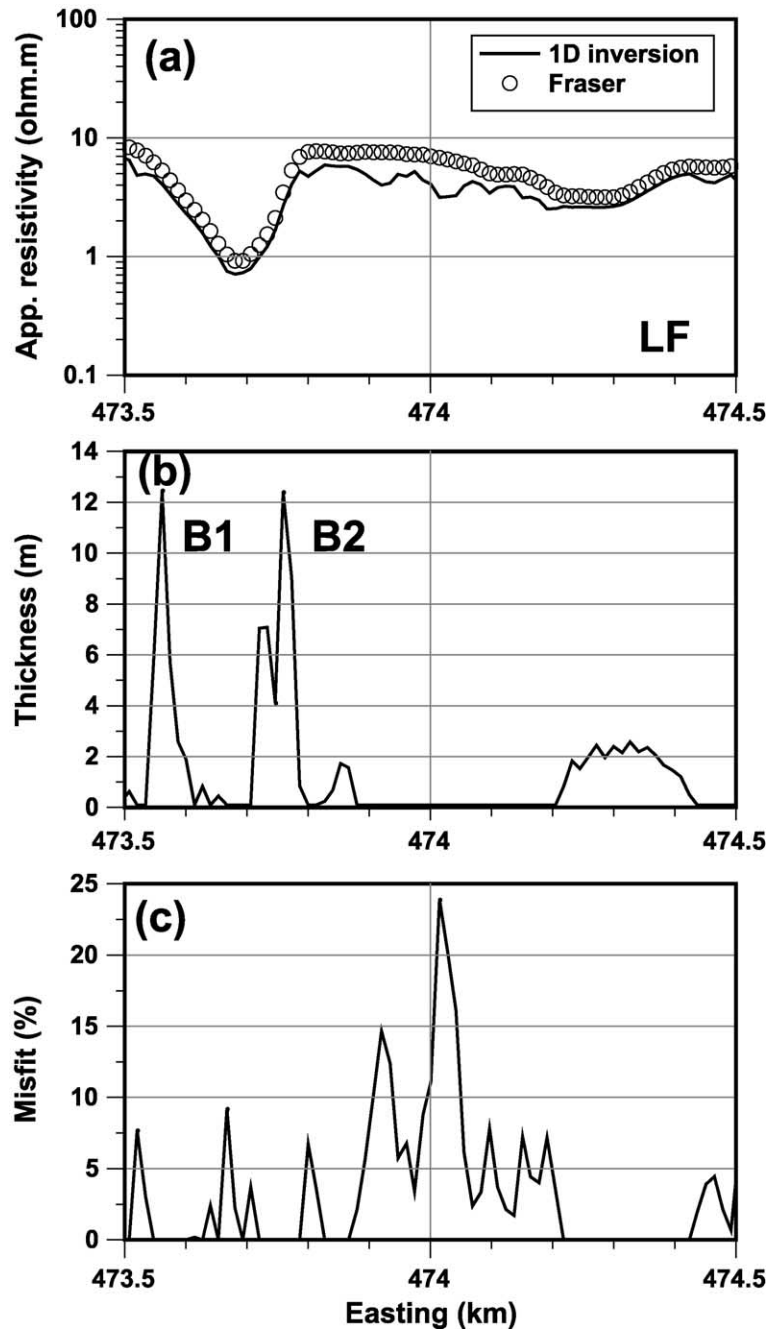 (a)
1D inversion
Fraser
App. resistivity (ohm.m)
100
10
1
0.1
LF
473.5 474 474.5
(b)
B1 B2
Thickness (m)
14
12
10
8
6
4
2
0
473.5 474 474.5
(c)
Misfit (%)
25
20
15
10
5
0
473.5 474 474.5
Easting (km)